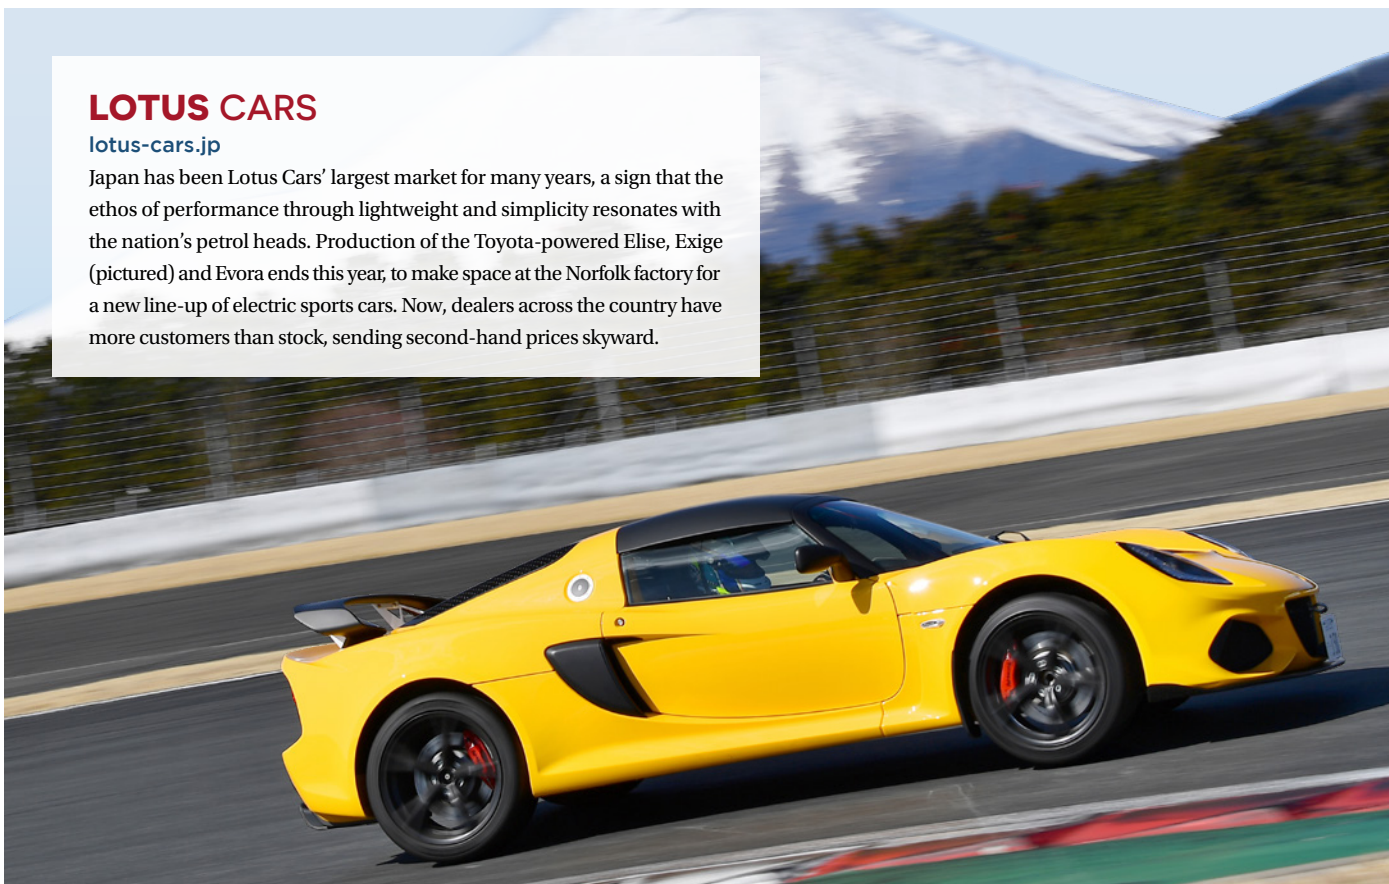 LOTUS CARS
lotus-cars.jp
Japan has been Lotus Cars’ largest market for many years, a sign that the
ethos of performance through lightweight and simplicity resonates with
the nation’s petrol heads. Production of the Toyota-powered Elise, Exige
(pictured) and Evora ends this year, to make space at the Norfolk factory for
a new line-up of electric sports cars. Now, dealers across the country have
more customers than stock, sending second-hand prices skyward.